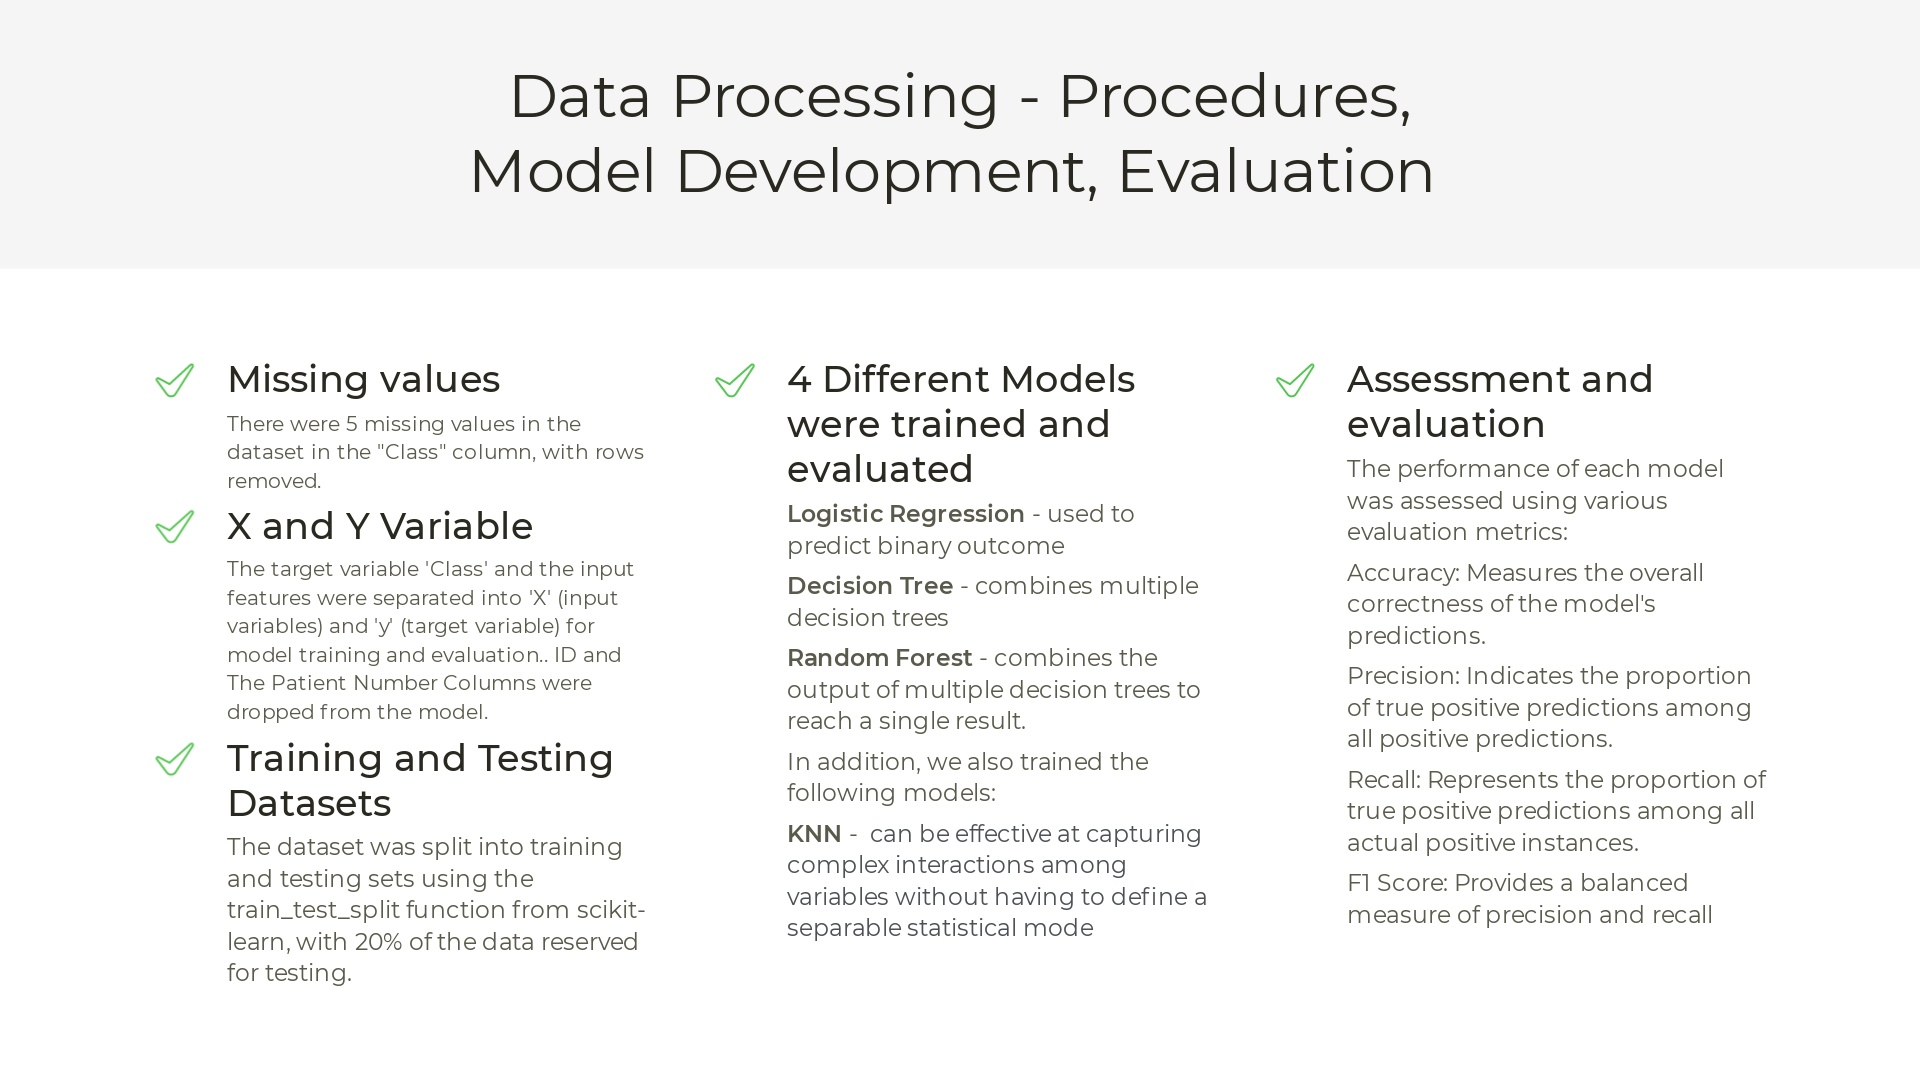 Data Processing - Procedures,
Model Development, Evaluation
Missing values
There were 5 missing values in the
dataset in the "Class" column, with rows
removed.
X and Y Variable
The target variable 'Class' and the input
features were separated into 'X' (input
variables) and 'y' (target variable) for
model training and evaluation.. ID and
The Patient Number Columns were
dropped from the model.
Training and Testing
Datasets
The dataset was split into training
and testing sets using the
train_test_split function from scikit-
learn, with 20% of the data reserved
for testing.
4 Different Models
were trained and
evaluated
Logistic Regression - used to
predict binary outcome
Decision Tree - combines multiple
decision trees
Random Forest - combines the
output of multiple decision trees to
reach a single result.
In addition, we also trained the
following models:
KNN -  can be effective at capturing
complex interactions among
variables without having to define a
separable statistical mode
Assessment and
evaluation
The performance of each model
was assessed using various
evaluation metrics:
Accuracy: Measures the overall
correctness of the model's
predictions.
Precision: Indicates the proportion
of true positive predictions among
all positive predictions.
Recall: Represents the proportion of
true positive predictions among all
actual positive instances.
F1 Score: Provides a balanced
measure of precision and recall